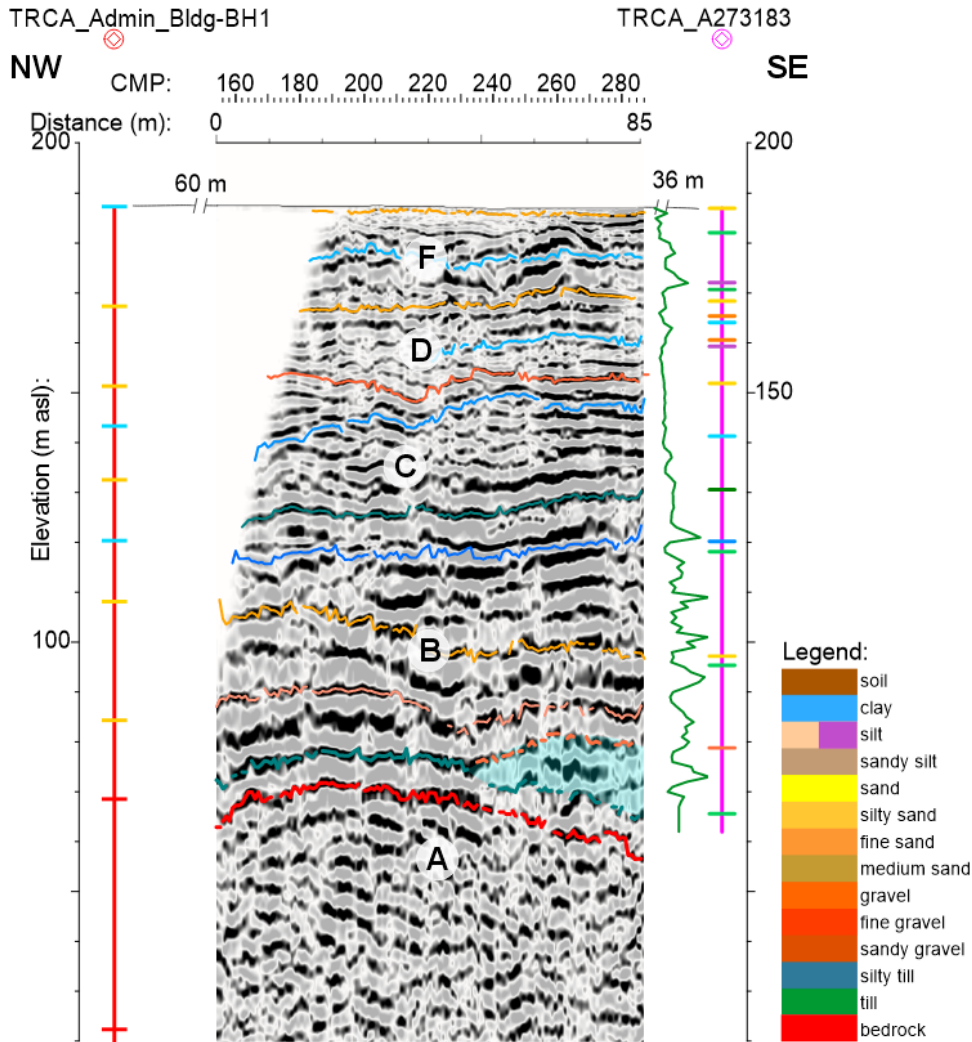 TRCA_Admin_Bldg-BH1 TRCA_A273183
NW SE
CMP: 160 180 200 220 240 260 280
Distance (m): 0 85
200 200
60 m 36 m
F
D
150
C
Elevation (m asl):
100 100
B
A
Legend:
soil
clay
silt
sandy silt
sand
silty sand
fine sand
medium sand
gravel
fine gravel
sandy gravel
silty till
till
bedrock